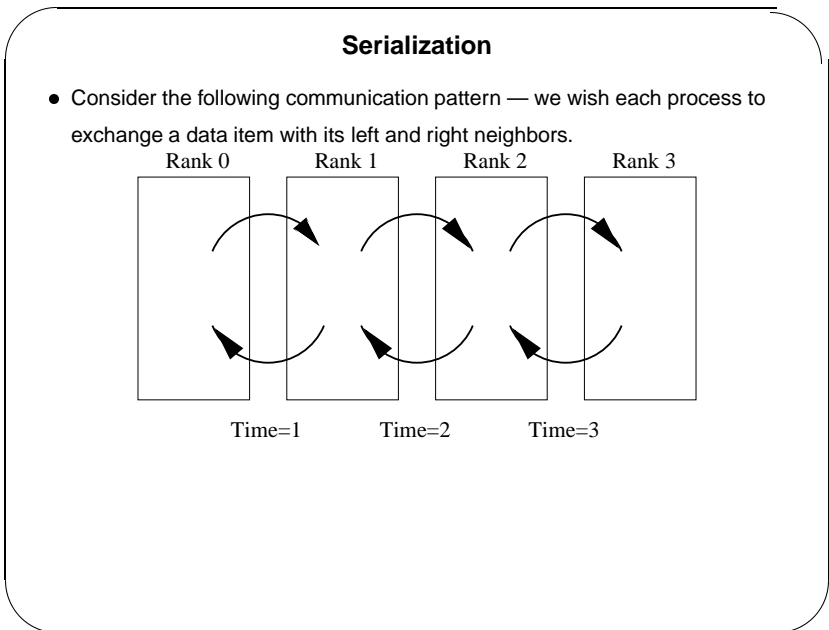 Serialization
● Consider the following communication pattern — we wish each process to
exchange a data item with its left and right neighbors.
Rank 0 Rank 1 Rank 2 Rank 3
Time=1 Time=2 Time=3